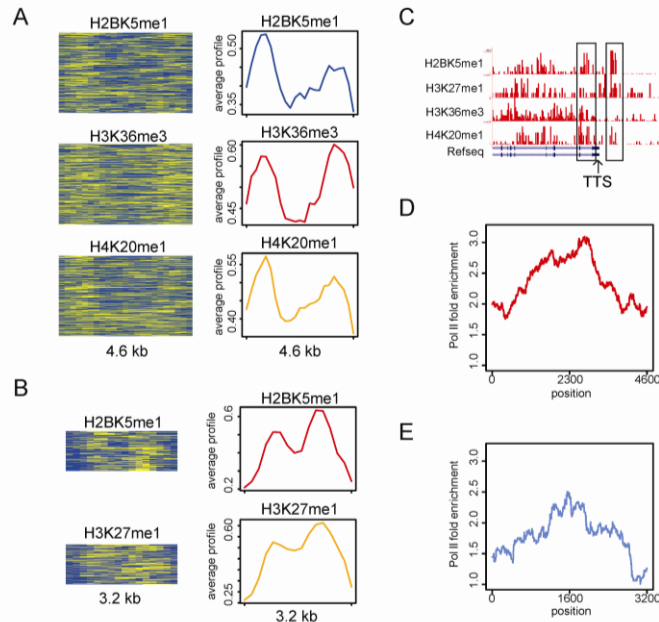 A
H2BK5me1
H2BK5me1
average profile
0.50
0.35
H3K36me3
H3K36me3
average profile
0.60
0.45
H4K20me1
H4K20me1
average profile
0.55
0.40
4.6 kb
4.6 kb
B
H2BK5me1
H2BK5me1
average profile
0.6
0.2
H3K27me1
H3K27me1
average profile
0.60
0.25
3.2 kb
3.2 kb
C
H2BK5me1
H3K27me1
H3K36me3
H4K20me1
Refseq
TTS
D
Pol II fold enrichment
3.0
2.5
2.0
1.5
1.0
0
2300
4600
position
E
Pol II fold enrichment
3.0
2.5
2.0
1.5
1.0
0
1600
3200
position